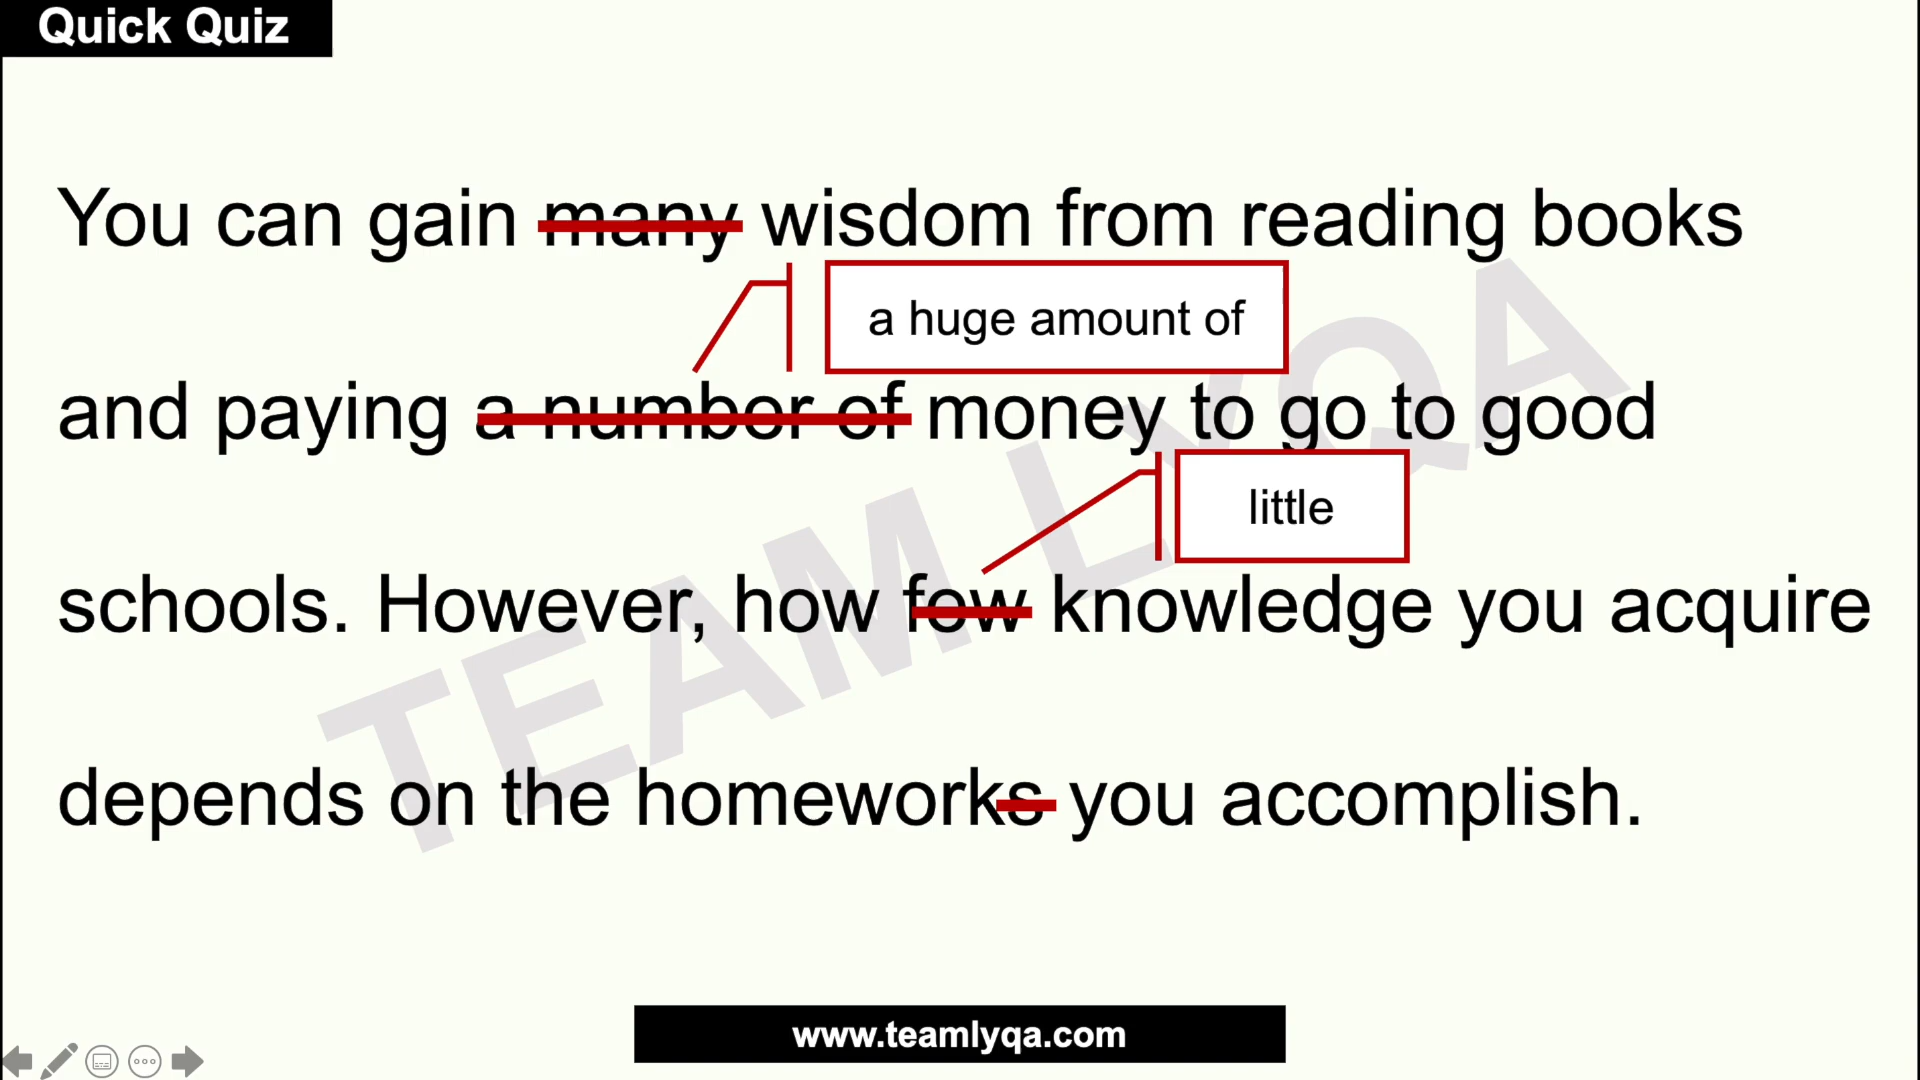 Quick Quiz
You can gain many wisdom from reading books
a huge amount of
and paying a number of money to go to good
little
schools. However, how few knowledge you acquire
depends on the homeworks you accomplish.
TEAM LYQA
www.teamlyqa.com